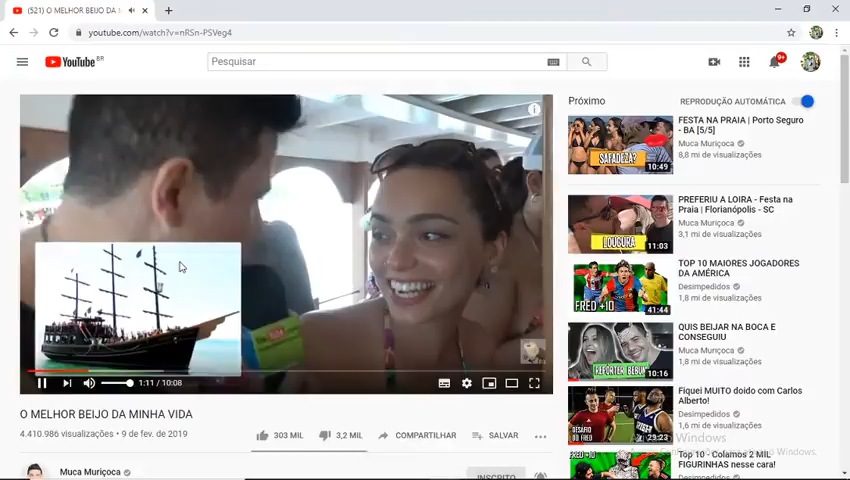 (521) O MELHOR BEIJO DA M
youtube.com/watch?v=nRSn-PSVeg4
YouTube BR
Pesquisar
9+
Próximo
REPRODUÇÃO AUTOMÁTICA
FESTA NA PRAIA | Porto Seguro
- BA [5/5]
Muca Muriçoca
8,8 mi de visualizações
SAFADEZA?
10:49
PREFERIU A LOIRA - Festa na
Praia | Florianópolis - SC
Muca Muriçoca
3,1 mi de visualizações
LOUCURA
11:03
TOP 10 MAIORES JOGADORES
DA AMÉRICA
Desimpedidos
1,8 mi de visualizações
FRED +10
41:44
QUIS BEIJAR NA BOCA E
CONSEGUIU
Muca Muriçoca
1,8 mi de visualizações
REPÓRTER BEBUM
10:16
Fiquei MUITO doido com Carlos
Alberto!
Desimpedidos
1,6 mi de visualizações
DESAFIO
DO FRED
29:23
Top 10 - Colamos 2 MIL
FIGURINHAS nesse cara!
Desimpedidos
1:11 / 10:08
O MELHOR BEIJO DA MINHA VIDA
4.410.986 visualizações • 9 de fev. de 2019
303 MIL
3,2 MIL
COMPARTILHAR
SALVAR
Muca Muriçoca
INSCRITO